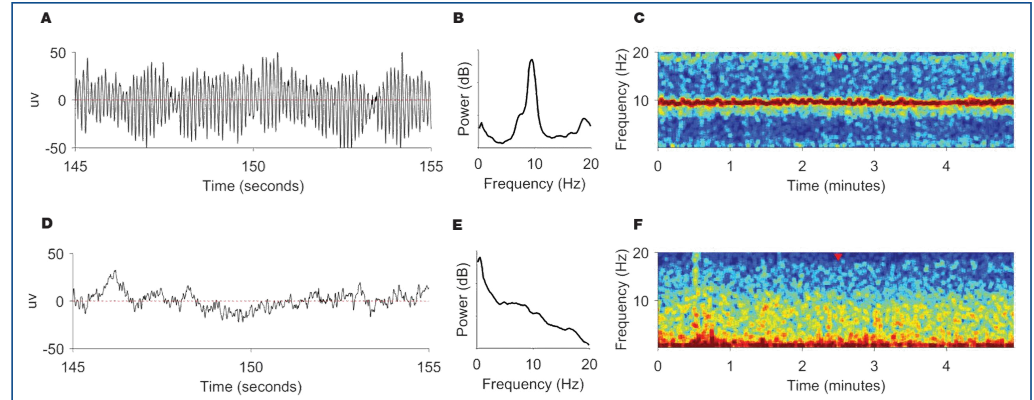 A
B
C
50
0
-50
uv
145
150
155
Time (seconds)
Power (dB)
0
10
20
Frequency (Hz)
20
10
Frequency (Hz)
0
1
2
3
4
Time (minutes)
D
E
F
50
0
-50
uv
145
150
155
Time (seconds)
Power (dB)
0
10
20
Frequency (Hz)
20
10
Frequency (Hz)
0
1
2
3
4
Time (minutes)